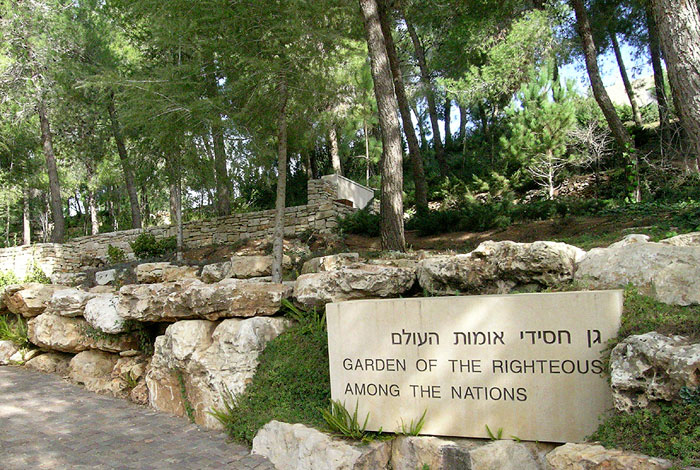 גן חסידי אומות העולם
GARDEN OF THE RIGHTEOUS
AMONG THE NATIONS